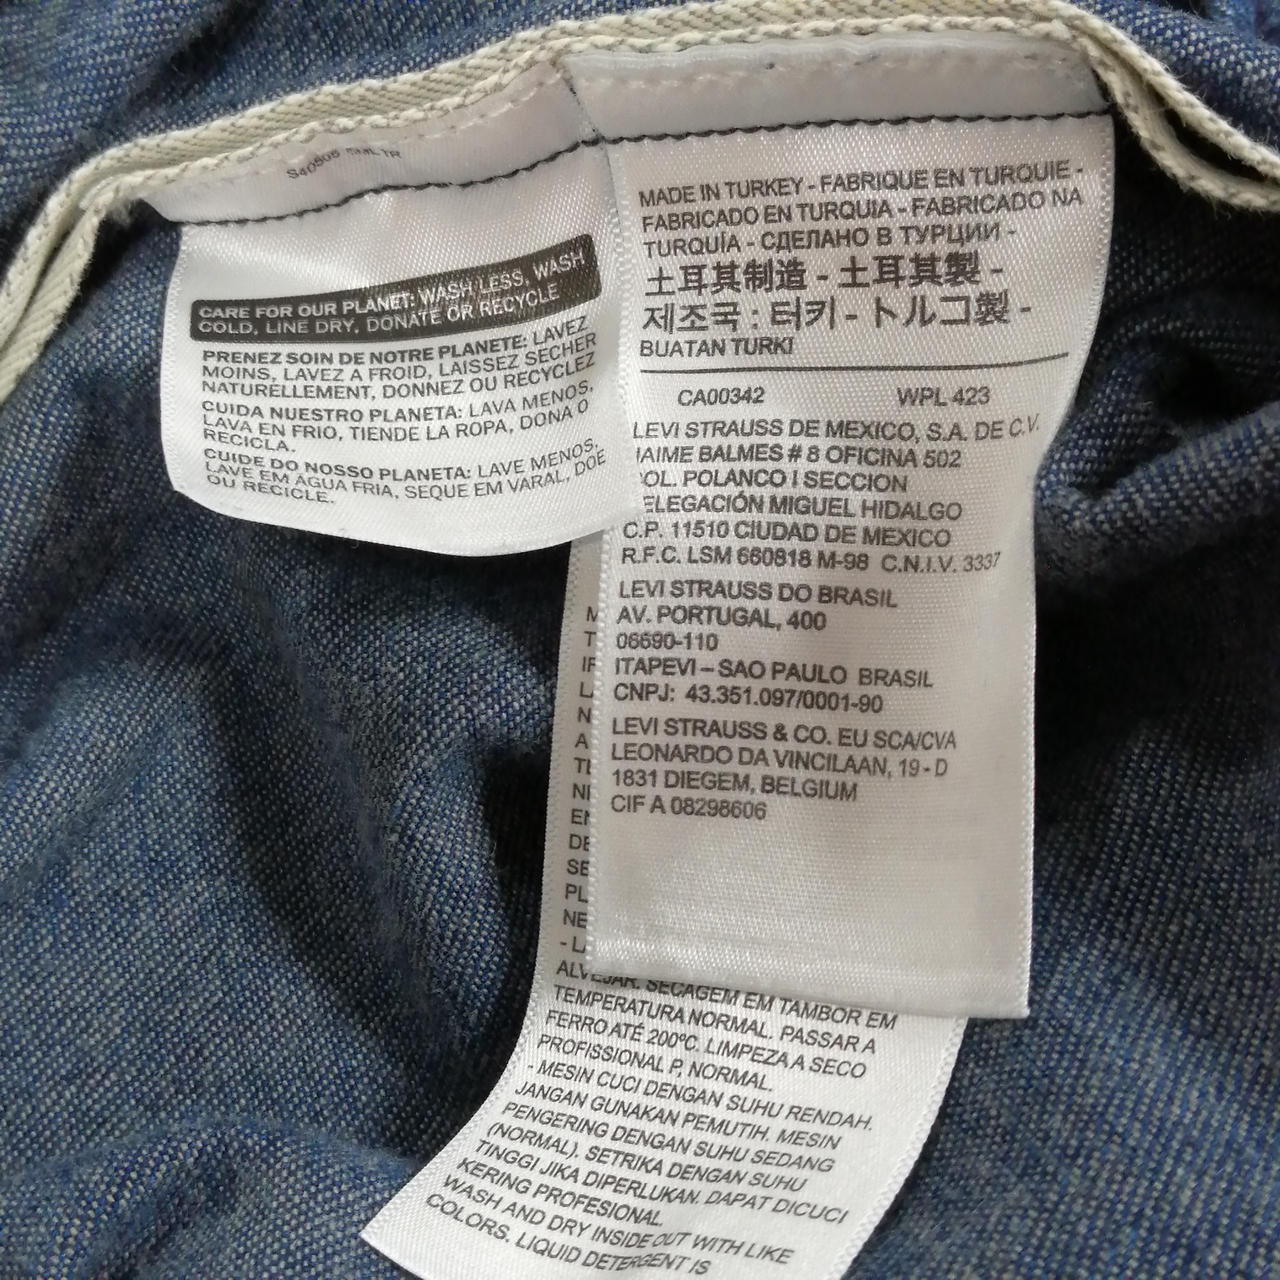 CARE FOR OUR PLANET: WASH LESS, WASH
COLD, LINE DRY, DONATE OR RECYCLE
PRENEZ SOIN DE NOTRE PLANETE: LAVEZ
MOINS, LAVEZ A FROID, LAISSEZ SÉCHER
NATURELLEMENT, DONNEZ OU RECYCLEZ
CUIDA NUESTRO PLANETA: LAVA MENOS,
LAVA EN FRIO, TIENDE LA ROPA, DONA O
RECICLA.
CUIDE DO NOSSO PLANETA: LAVE MENOS,
LAVE EM ÁGUA FRIA, SEQUE EM VARAL, DOE
OU RECICLE.
MADE IN TURKEY - FABRIQUE EN TURQUIE -
FABRICADO EN TURQUIA - FABRICADO NA
TURQUÍA - СДЕЛАНО В ТУРЦИИ -
土耳其制造 - 土耳其製 -
제조국 : 터키 - トルコ製 -
BUATAN TURKI
CA00342 WPL 423
LEVI STRAUSS DE MEXICO, S.A. DE C.V.
JAIME BALMES # 8 OFICINA 502
OL. POLANCO I SECCION
ELEGACIÓN MIGUEL HIDALGO
C.P. 11510 CIUDAD DE MEXICO
R.F.C. LSM 660818 M-98 C.N.I.V. 3337
LEVI STRAUSS DO BRASIL
AV. PORTUGAL, 400
06690-110
ITAPEVI – SAO PAULO BRASIL
CNPJ: 43.351.097/0001-90
LEVI STRAUSS & CO. EU SCA/CVA
LEONARDO DA VINCILAAN, 19 - D
1831 DIEGEM, BELGIUM
CIF A 08298606
ALVEJAR. SECAGEM EM TAMBOR EM
TEMPERATURA NORMAL. PASSAR A
FERRO ATÉ 200ºC. LIMPEZA A SECO
PROFISSIONAL P, NORMAL.
- MESIN CUCI DENGAN SUHU RENDAH.
JANGAN GUNAKAN PEMUTIH. MESIN
PENGERING DENGAN SUHU SEDANG
(NORMAL). SETRIKA DENGAN SUHU
TINGGI JIKA DIPERLUKAN. DAPAT DICUCI
KERING PROFESIONAL.
WASH AND DRY INSIDE OUT WITH LIKE
COLORS. LIQUID DETERGENT IS